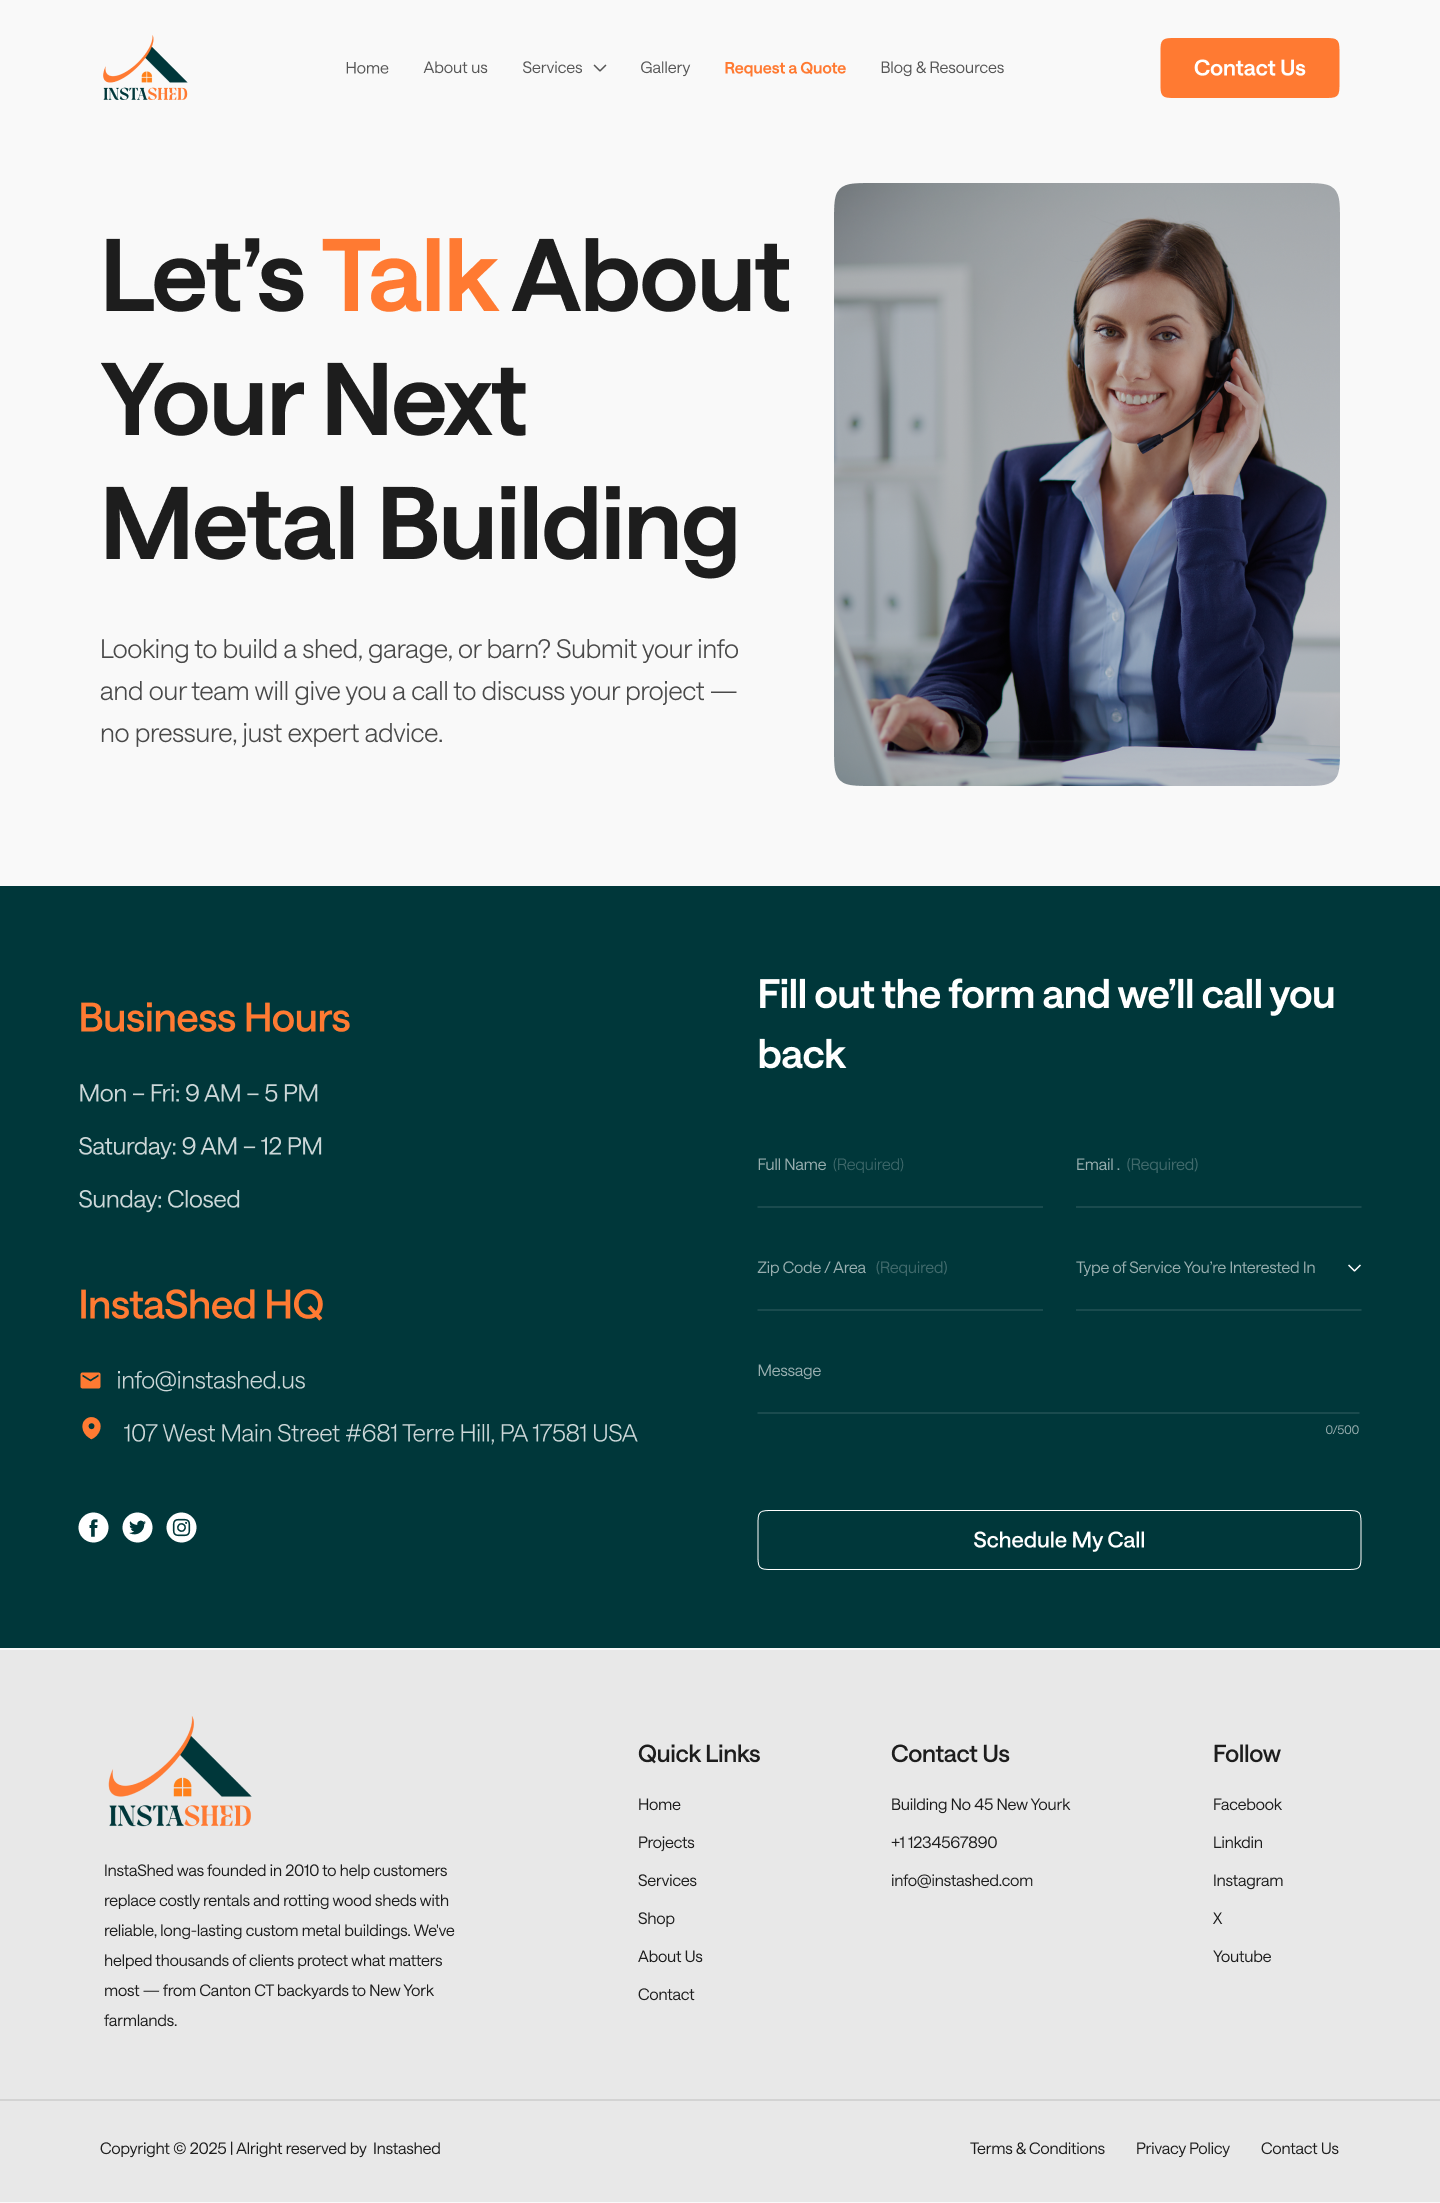 INSTASHED
Home
About us
Services
Gallery
Request a Quote
Blog & Resources
Contact Us
Let’s Talk About
Your Next
Metal Building
Looking to build a shed, garage, or barn? Submit your info
and our team will give you a call to discuss your project —
no pressure, just expert advice.
Business Hours
Mon – Fri: 9 AM – 5 PM
Saturday: 9 AM – 12 PM
Sunday: Closed
InstaShed HQ
info@instashed.us
107 West Main Street #681 Terre Hill, PA 17581 USA
Fill out the form and we’ll call you
back
Full Name (Required)
Email . (Required)
Zip Code / Area (Required)
Type of Service You’re Interested In
Message
0/500
Schedule My Call
INSTASHED
InstaShed was founded in 2010 to help customers
replace costly rentals and rotting wood sheds with
reliable, long-lasting custom metal buildings. We've
helped thousands of clients protect what matters
most — from Canton CT backyards to New York
farmlands.
Quick Links
Home
Projects
Services
Shop
About Us
Contact
Contact Us
Building No 45 New Yourk
+1 1234567890
info@instashed.com
Follow
Facebook
Linkdin
Instagram
X
Youtube
Copyright © 2025 | Alright reserved by Instashed
Terms & Conditions
Privacy Policy
Contact Us